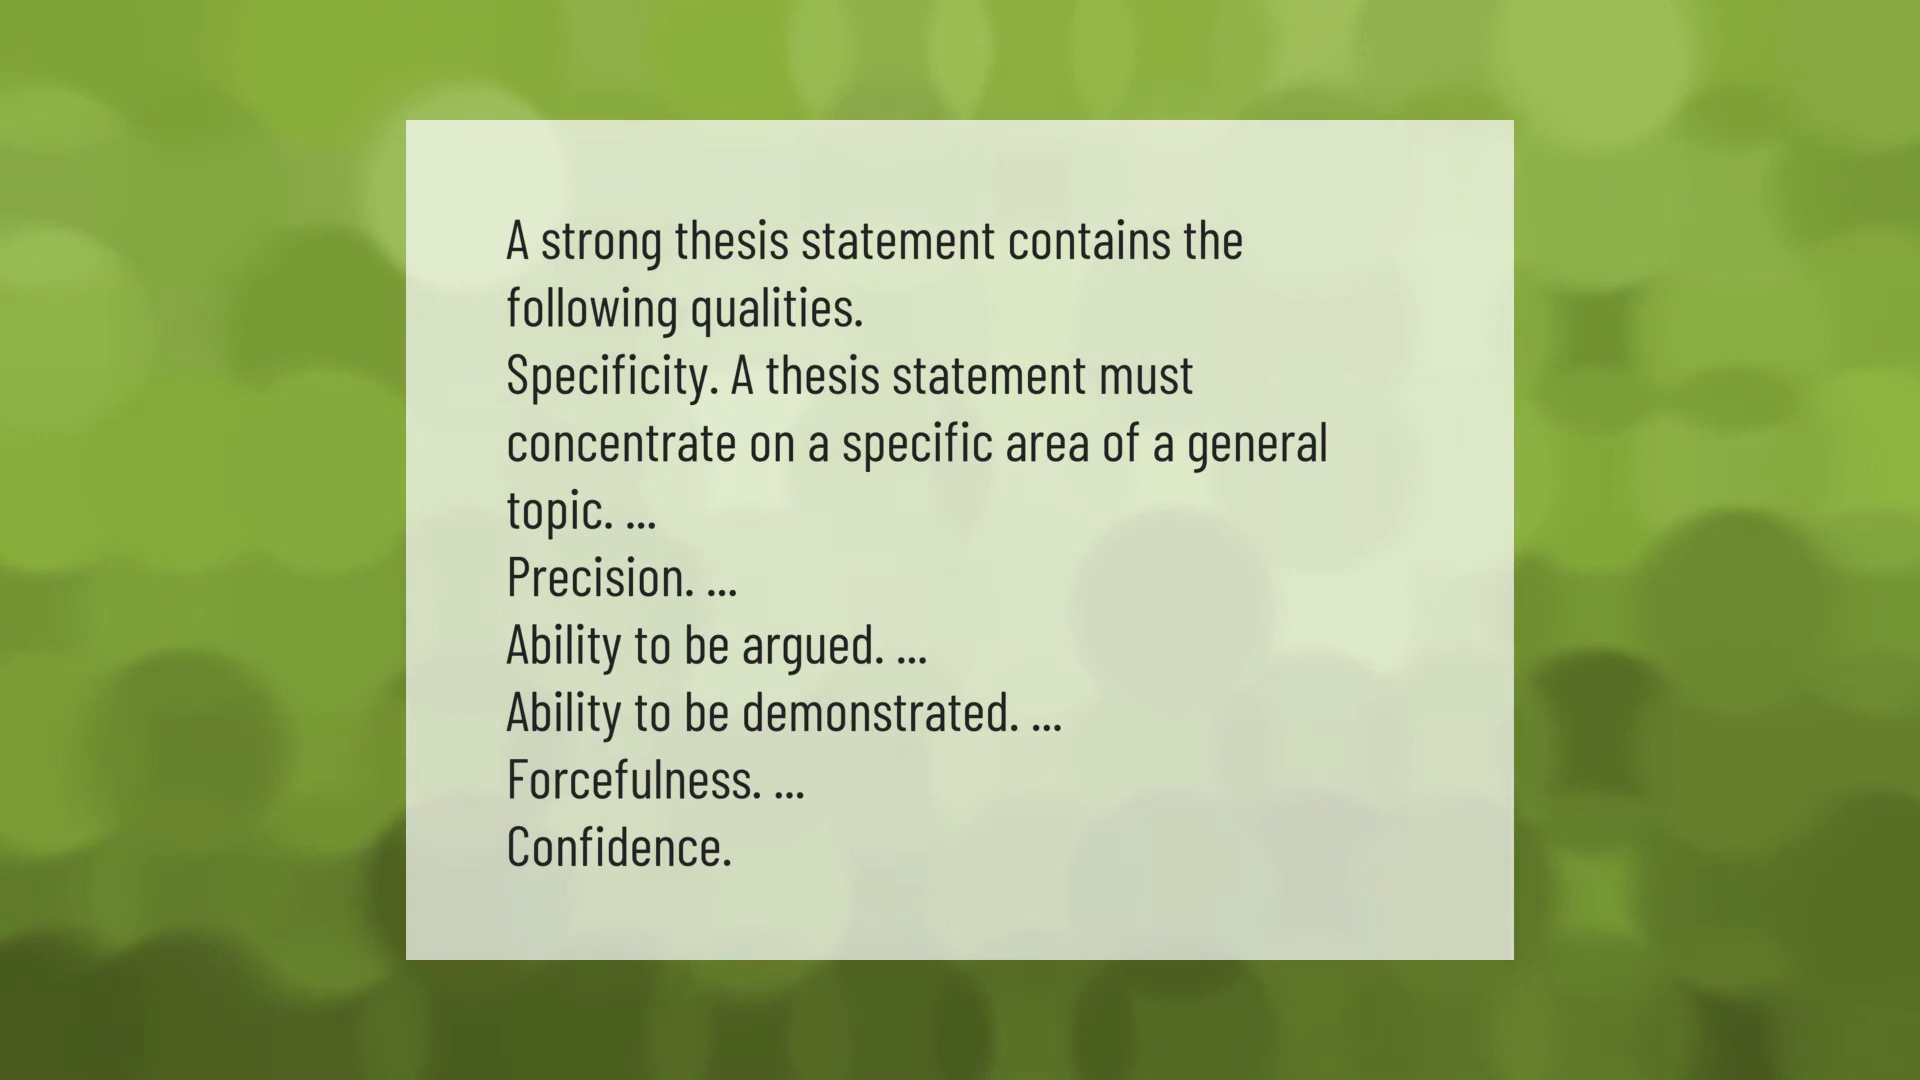 A strong thesis statement contains the
following qualities.
Specificity. A thesis statement must
concentrate on a specific area of a general
topic. ...
Precision. ...
Ability to be argued. ...
Ability to be demonstrated. ...
Forcefulness. ...
Confidence.